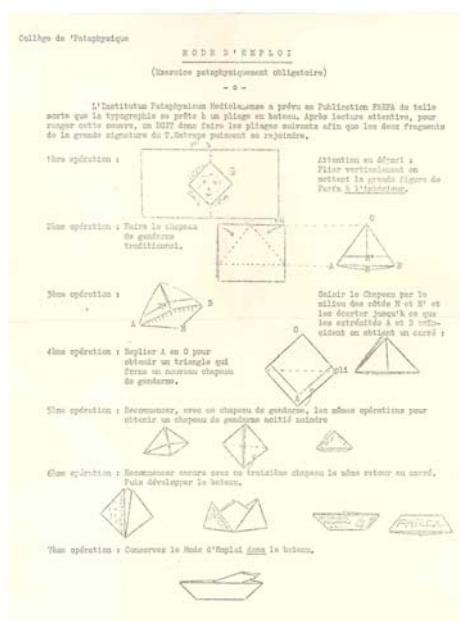 Collège de 'Pataphysique
MODE D'EMPLOI
(Exercice pataphysiquement obligatoire)
- o -
L'Institutum Pataphysicum Mediolanense a prévu sa Publication FARFA de telle
sorte que la typographie se prête à un pliage en bateau. Après lecture attentive, pour
ranger cette oeuvre, on DOIT donc faire les pliages suivants afin que les deux fragments
de la grande signature du T. puissent se rejoindre.
1ère opération :
Attention au départ :
Plier verticalement en
mettant la grande figure de
Farfa à l'intérieur.
2ème opération : Faire le chapeau
de gendarme
traditionnel.
O
A
M'
M
B
3ème opération :
A
M
B
Saisir le Chapeau par le
milieu des côtés M et M' et
les écarter jusqu'à ce que
les extrémités A et B coïn-
cident on obtient un carré :
4ème opération : Replier A en O pour
obtenir un triangle qui
forme un nouveau chapeau
de gendarme.
O
pli
A
5ème opération : Recommencer, avec ce chapeau de gendarme, les mêmes opérations pour
obtenir un chapeau de gendarme moitié moindre
6ème opération : Recommencer encore avec ce troisième chapeau le même retour au carré.
Puis développer le bateau.
FARFA
7ème opération : Conservez le Mode d'Emploi dans le bateau.